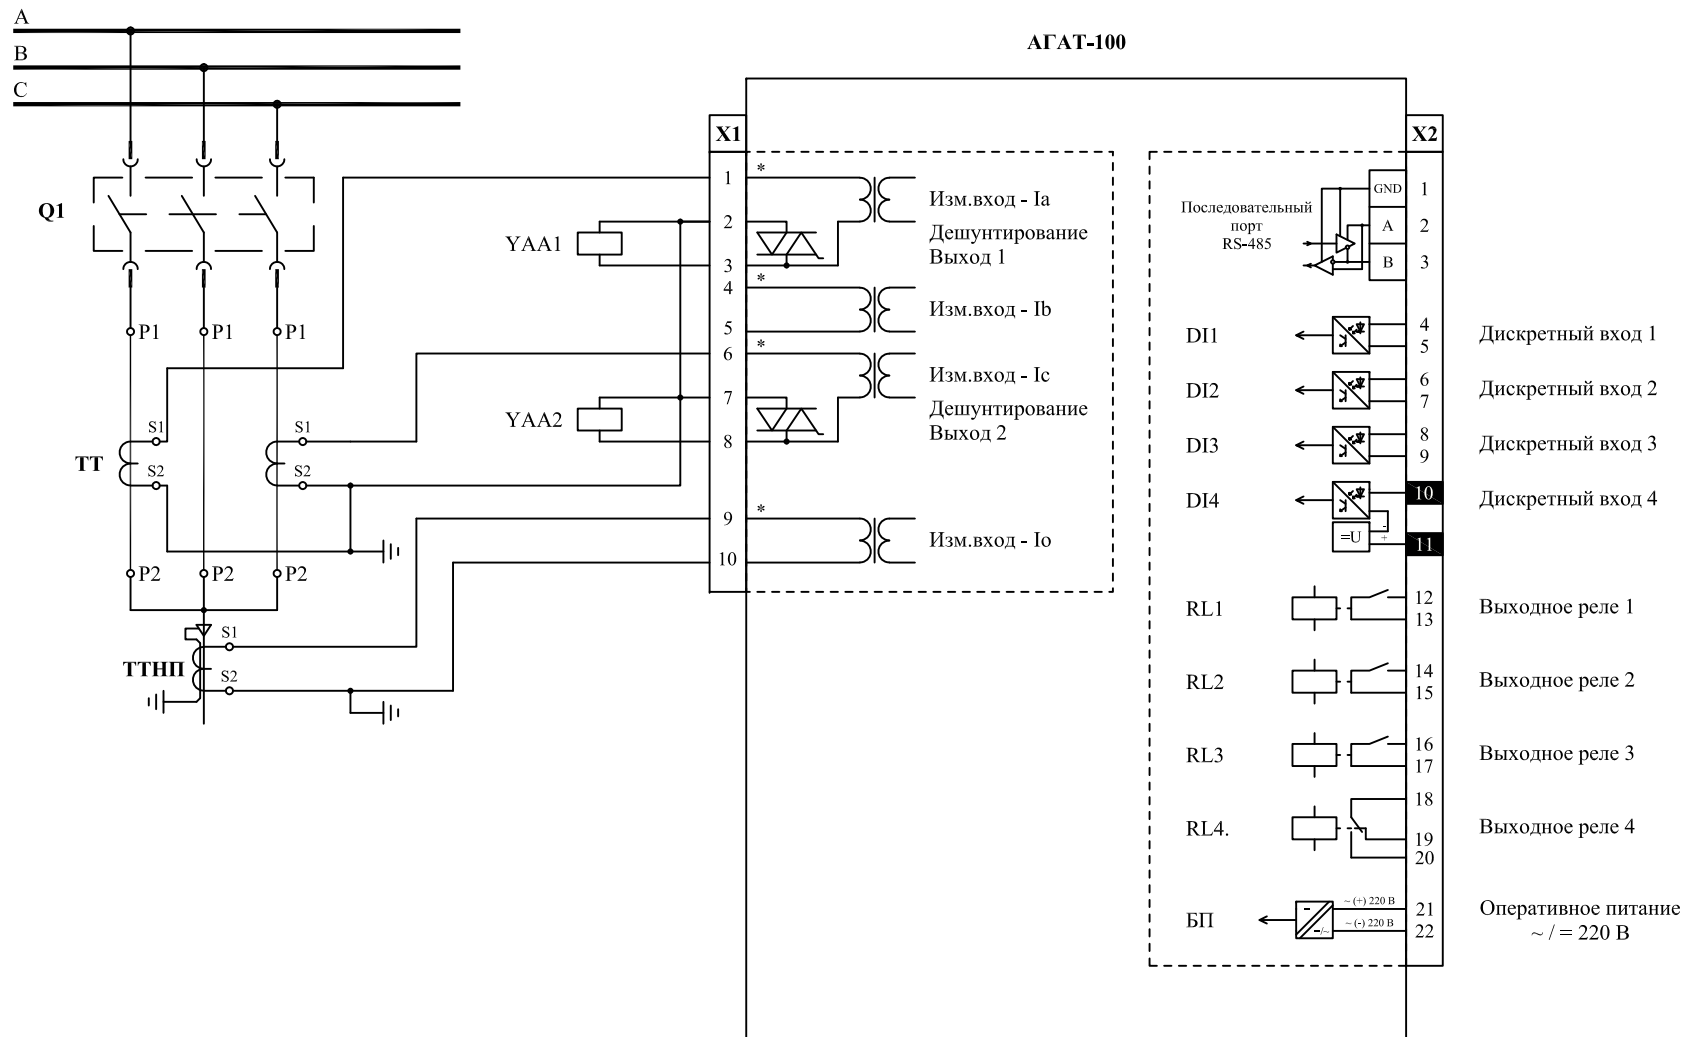 A
B
C
АГАТ-100
X1
X2
Q1
YAA1
YAA2
P1
P1
P1
S1
S2
S1
S2
ТТ
P2
P2
P2
S1
S2
ТТНП
1
2
3
4
5
6
7
8
9
10
*
*
*
*
Изм.вход - Ia
Дешунтирование
Выход 1
Изм.вход - Ib
Изм.вход - Ic
Дешунтирование
Выход 2
Изм.вход - Io
Последовательный
порт
RS-485
GND
A
B
1
2
3
DI1
4
5
Дискретный вход 1
DI2
6
7
Дискретный вход 2
DI3
8
9
Дискретный вход 3
DI4
10
Дискретный вход 4
=U
-
+
11
RL1
12
13
Выходное реле 1
RL2
14
15
Выходное реле 2
RL3
16
17
Выходное реле 3
RL4.
18
19
20
Выходное реле 4
БП
-
-/~
~ (+) 220 В
~ (-) 220 В
21
22
Оперативное питание
~ / = 220 В